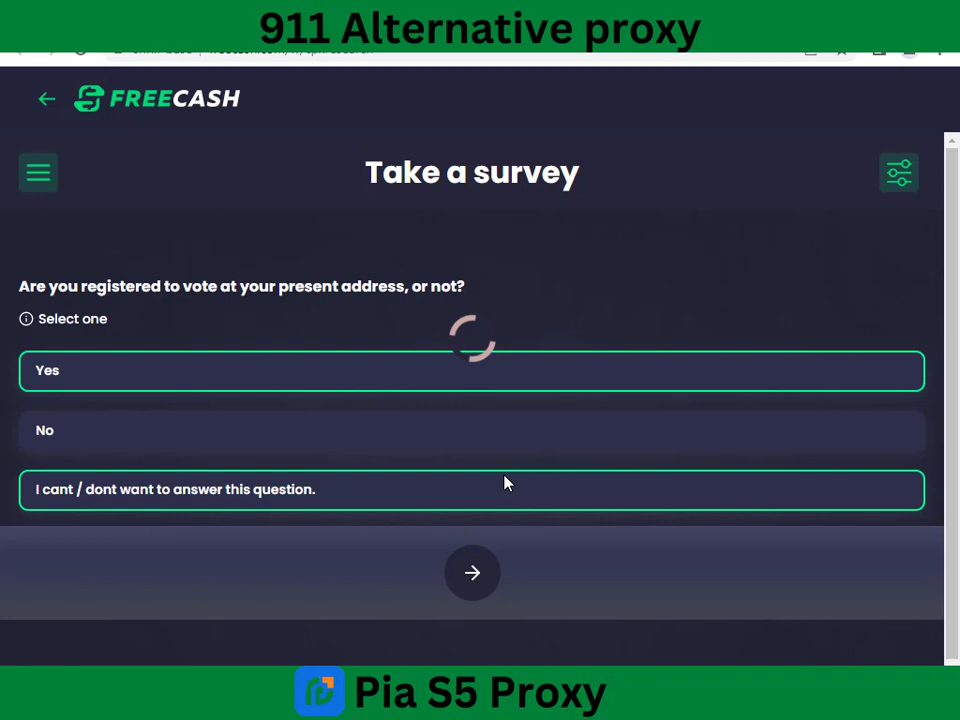 911 Alternative proxy
FREECASH
Take a survey
Are you registered to vote at your present address, or not?
Select one
Yes
No
I cant / dont want to answer this question.
Pia S5 Proxy